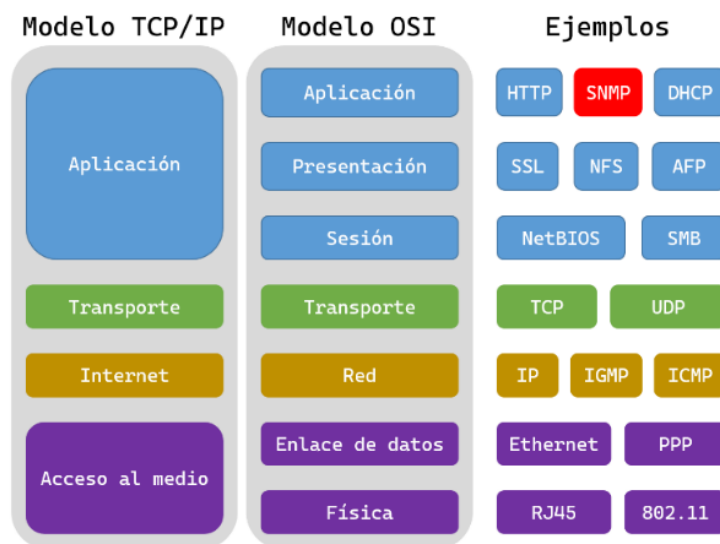 Modelo TCP/IP Modelo OSI Ejemplos
Aplicación HTTP SNMP DHCP
Aplicación Presentación SSL NFS AFP
Sesión NetBIOS SMB
Transporte Transporte TCP UDP
Internet Red IP IGMP ICMP
Enlace de datos Ethernet PPP
Acceso al medio
Física RJ45 802.11